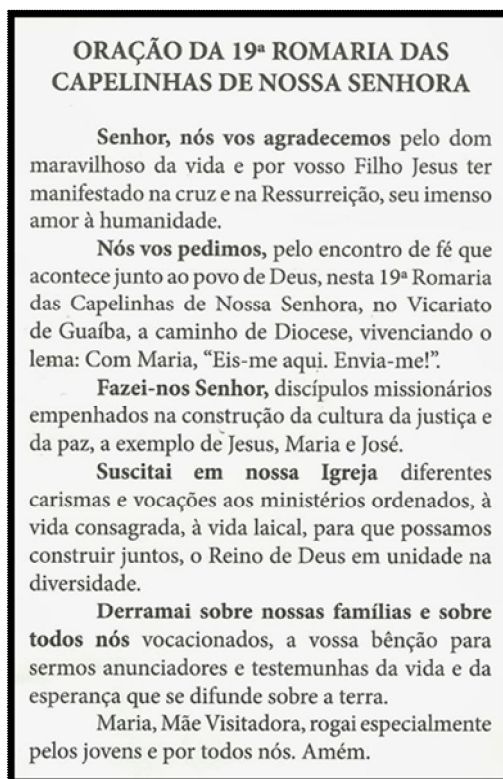 ORAÇÃO DA 19ª ROMARIA DAS
CAPELINHAS DE NOSSA SENHORA
Senhor, nós vos agradecemos pelo dom
maravilhoso da vida e por vosso Filho Jesus ter
manifestado na cruz e na Ressurreição, seu imenso
amor à humanidade.
Nós vos pedimos, pelo encontro de fé que
acontece junto ao povo de Deus, nesta 19ª Romaria
das Capelinhas de Nossa Senhora, no Vicariato
de Guaíba, a caminho de Diocese, vivenciando o
lema: Com Maria, “Eis-me aqui. Envia-me!”.
Fazei-nos Senhor, discípulos missionários
empenhados na construção da cultura da justiça e
da paz, a exemplo de Jesus, Maria e José.
Suscitai em nossa Igreja diferentes
carismas e vocações aos ministérios ordenados, à
vida consagrada, à vida laical, para que possamos
construir juntos, o Reino de Deus em unidade na
diversidade.
Derramai sobre nossas famílias e sobre
todos nós vocacionados, a vossa bênção para
sermos anunciadores e testemunhas da vida e da
esperança que se difunde sobre a terra.
Maria, Mãe Visitadora, rogai especialmente
pelos jovens e por todos nós. Amém.